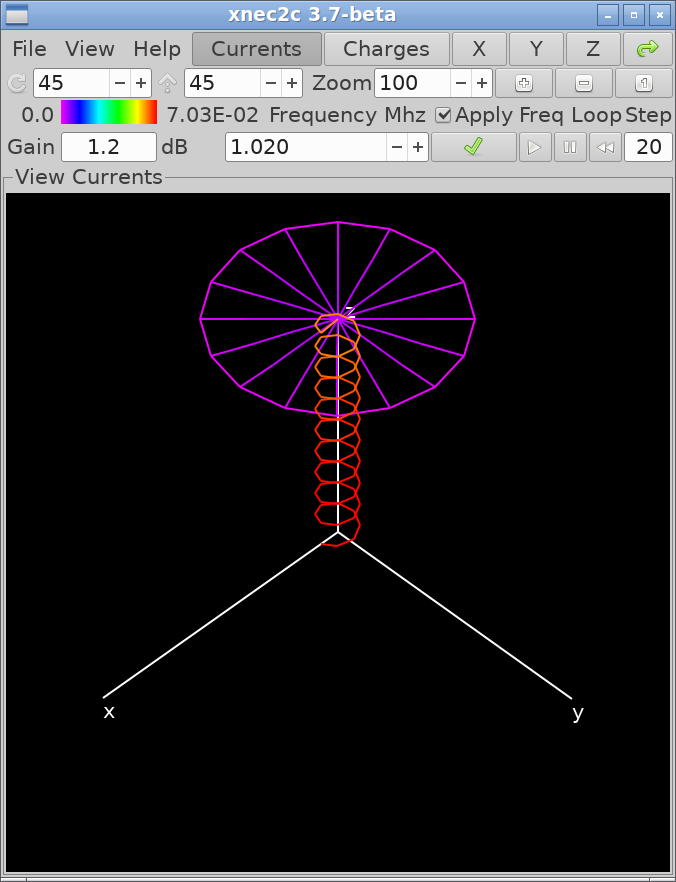 xnec2c 3.7-beta
File View Help Currents Charges X Y Z
45 − + 45 − + Zoom 100 − + 1
0.0 7.03E-02 Frequency Mhz Apply Freq Loop Step
Gain 1.2 dB 1.020 − + 20
View Currents
Z
x
y